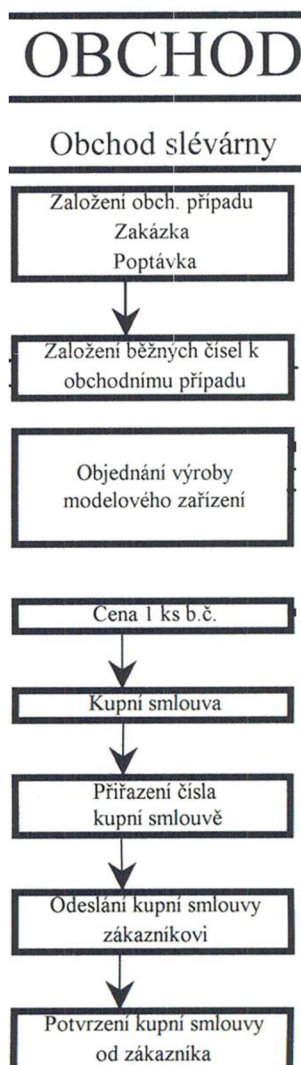 OBCHOD
Obchod slévárny
Založení obch. případu
Zakázka
Poptávka
Založení běžných čísel k
obchodnímu případu
Objednání výroby
modelového zařízení
Cena 1 ks b.č.
Kupní smlouva
Přiřazení čísla
kupní smlouvě
Odeslání kupní smlouvy
zákazníkovi
Potvrzení kupní smlouvy
od zákazníka